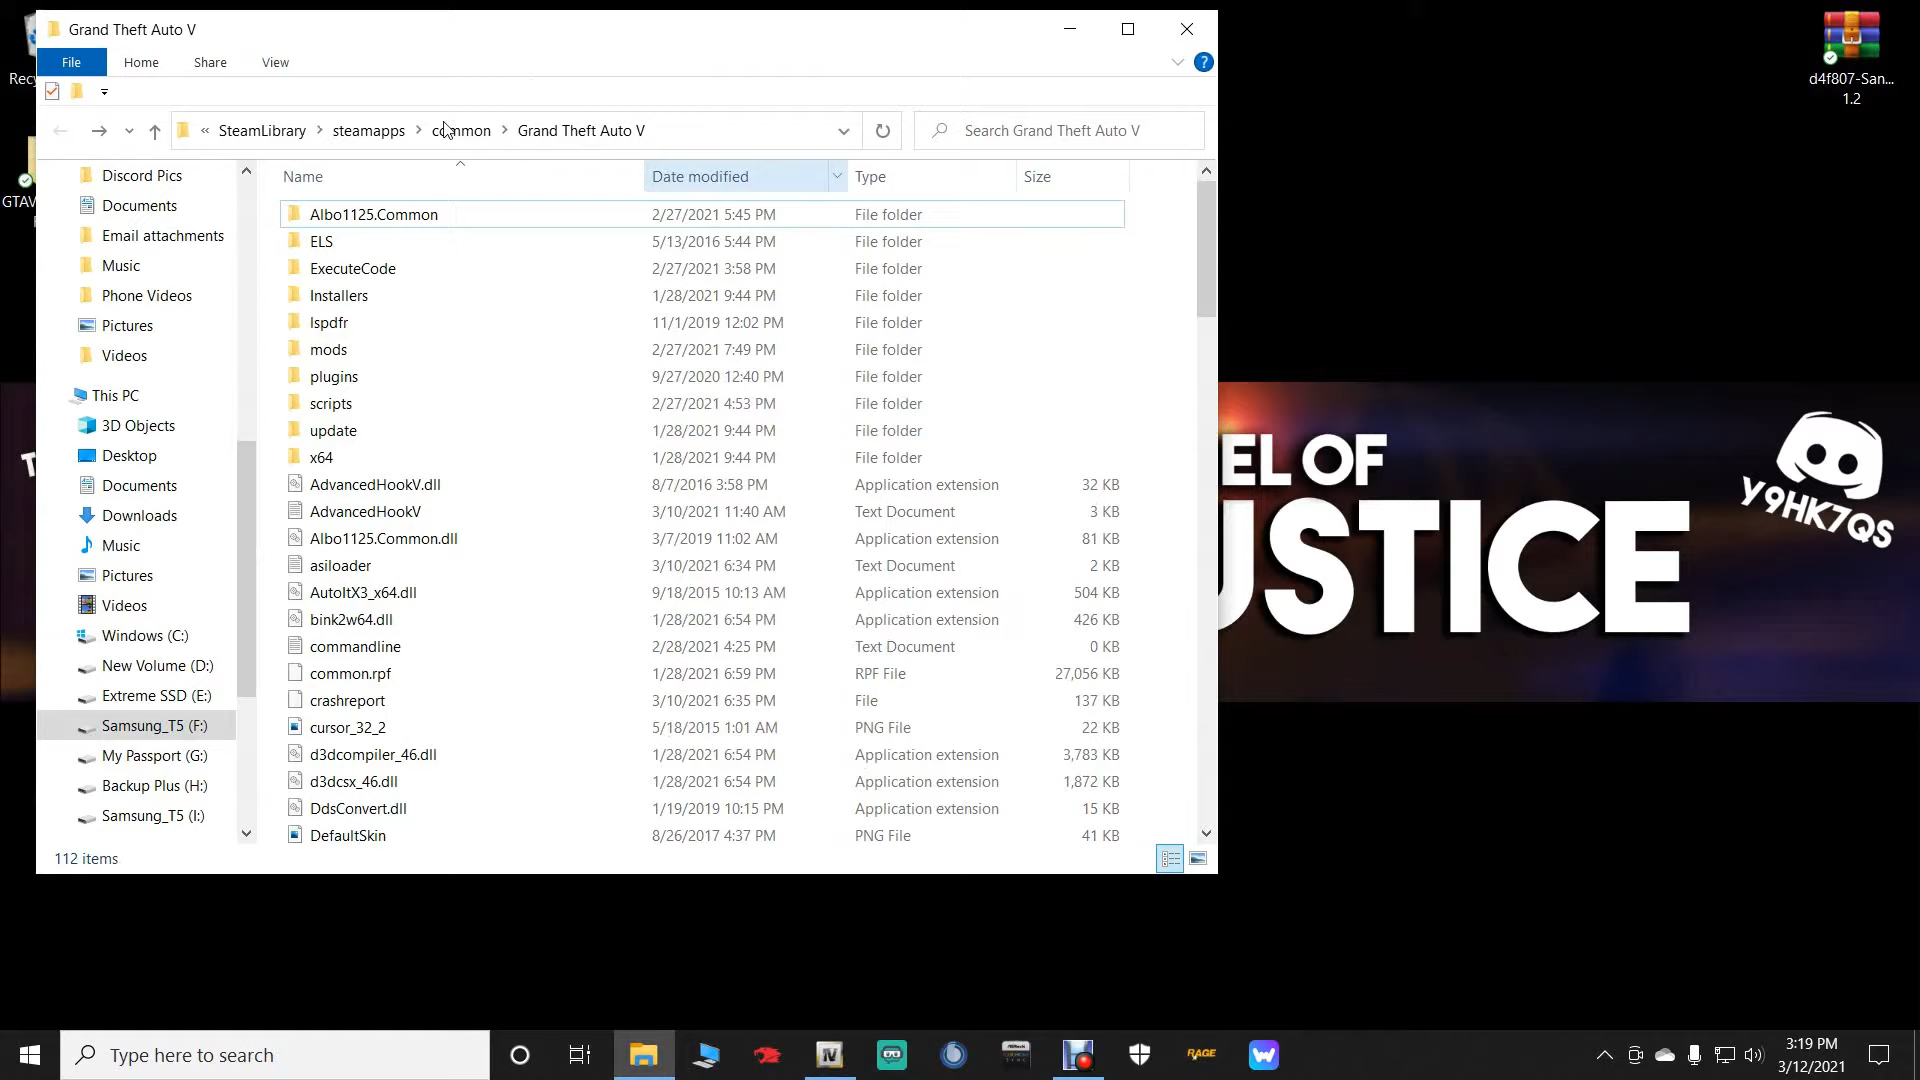 Grand Theft Auto V
File
Home
Share
View
?
« SteamLibrary > steamapps > common > Grand Theft Auto V
Search Grand Theft Auto V
Discord Pics
Documents
Email attachments
Music
Phone Videos
Pictures
Videos
This PC
3D Objects
Desktop
Documents
Downloads
Music
Pictures
Videos
Windows (C:)
New Volume (D:)
Extreme SSD (E:)
Samsung_T5 (F:)
My Passport (G:)
Backup Plus (H:)
Samsung_T5 (I:)
Name Date modified Type Size
Albo1125.Common 2/27/2021 5:45 PM File folder
ELS 5/13/2016 5:44 PM File folder
ExecuteCode 2/27/2021 3:58 PM File folder
Installers 1/28/2021 9:44 PM File folder
lspdfr 11/1/2019 12:02 PM File folder
mods 2/27/2021 7:49 PM File folder
plugins 9/27/2020 12:40 PM File folder
scripts 2/27/2021 4:53 PM File folder
update 1/28/2021 9:44 PM File folder
x64 1/28/2021 9:44 PM File folder
AdvancedHookV.dll 8/7/2016 3:58 PM Application extension 32 KB
AdvancedHookV 3/10/2021 11:40 AM Text Document 3 KB
Albo1125.Common.dll 3/7/2019 11:02 AM Application extension 81 KB
asiloader 3/10/2021 6:34 PM Text Document 2 KB
AutoItX3_x64.dll 9/18/2015 10:13 AM Application extension 504 KB
bink2w64.dll 1/28/2021 6:54 PM Application extension 426 KB
commandline 2/28/2021 4:25 PM Text Document 0 KB
common.rpf 1/28/2021 6:59 PM RPF File 27,056 KB
crashreport 3/10/2021 6:35 PM File 137 KB
cursor_32_2 5/18/2015 1:01 AM PNG File 22 KB
d3dcompiler_46.dll 1/28/2021 6:54 PM Application extension 3,783 KB
d3dcsx_46.dll 1/28/2021 6:54 PM Application extension 1,872 KB
DdsConvert.dll 1/19/2019 10:15 PM Application extension 15 KB
DefaultSkin 8/26/2017 4:37 PM PNG File 41 KB
112 items
Recy
GTAV
d4f807-San...
1.2
T
EL OF
USTICE
Y9HK7QS
Type here to search
RAGE
3:19 PM
3/12/2021